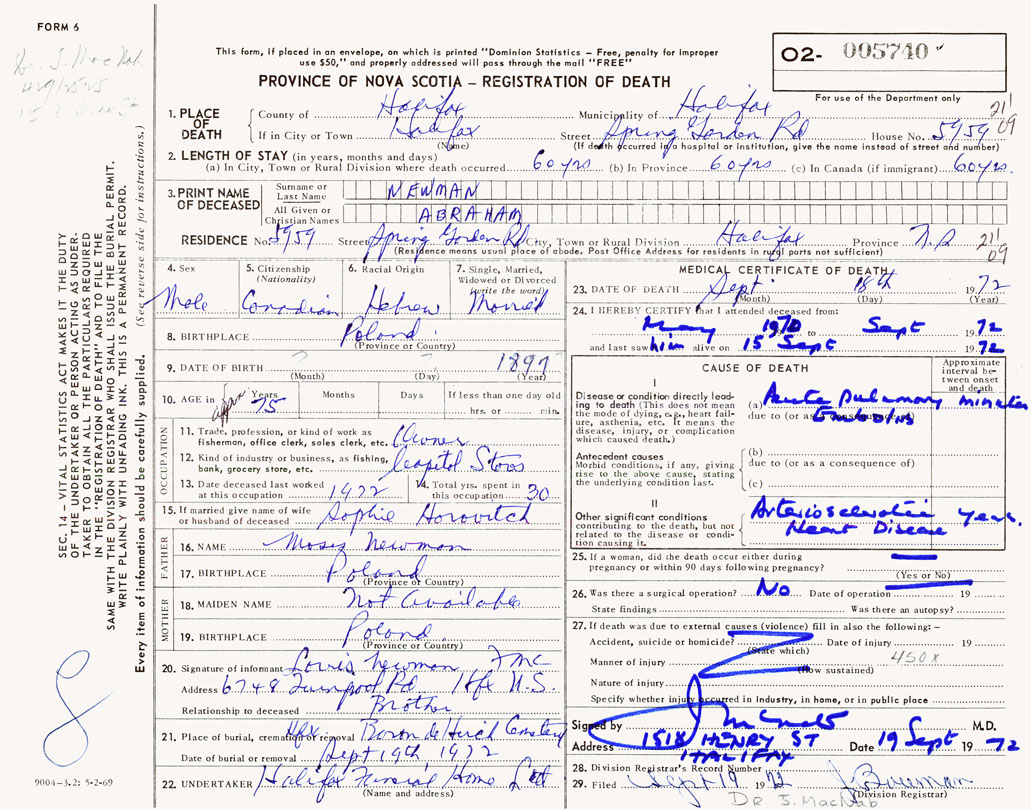 FORM 6
This form, if placed in an envelope, on which is printed "Dominion Statistics – Free, penalty for improper
use $50," and properly addressed will pass through the mail "FREE"
PROVINCE OF NOVA SCOTIA – REGISTRATION OF DEATH
02- 005740
For use of the Department only
21/09
1. PLACE OF DEATH County of Halifax Municipality of Halifax
If in City or Town Halifax Street Spring Garden Rd House No. 5959
(Name) (If death occurred in a hospital or institution, give the name instead of street and number)
2. LENGTH OF STAY (in years, months and days)
(a) In City, Town or Rural Division where death occurred 60 yrs (b) In Province 60 yrs (c) In Canada (if immigrant) 60 yrs.
3. PRINT NAME OF DECEASED Surname or Last Name NEWMAN
All Given or Christian Names ABRAHAM
RESIDENCE No. 5959 Street Spring Garden Rd City, Town or Rural Division Halifax Province N.S. 21/09
(Residence means usual place of abode. Post Office Address for residents in rural parts not sufficient)
4. Sex Male
5. Citizenship (Nationality) Canadian
6. Racial Origin Hebrew
7. Single, Married, Widowed or Divorced (write the word) Married
8. BIRTHPLACE Poland
(Province or Country)
9. DATE OF BIRTH 1897
(Month) (Day) (Year)
10. AGE in appr Years 75 Months Days If less than one day old
hrs. or min.
OCCUPATION
11. Trade, profession, or kind of work as
fisherman, office clerk, sales clerk, etc. Owner
12. Kind of industry or business, as fishing,
bank, grocery store, etc. Capitol Stores
13. Date deceased last worked
at this occupation 1972
14. Total yrs. spent in
this occupation 30
15. If married give name of wife
or husband of deceased Sophie Horovitch
FATHER
16. NAME Moses Newman
17. BIRTHPLACE Poland
(Province or Country)
MOTHER
18. MAIDEN NAME Not Available
19. BIRTHPLACE Poland
(Province or Country)
20. Signature of informant Louis Newman
Address 6748 Quinpool Rd Hfx N.S.
Relationship to deceased Brother
21. Place of burial, cremation or removal Hfx Baron de Hirsch Cemetery
Date of burial or removal Sept 19th 1972
22. UNDERTAKER Halifax Funeral Home Ltd
(Name and address)
MEDICAL CERTIFICATE OF DEATH
23. DATE OF DEATH Sept 18th 1972
(Month) (Day) (Year)
24. I HEREBY CERTIFY that I attended deceased from:
May 1970 to Sept 1972
and last saw him alive on 15 Sept 1972
CAUSE OF DEATH
Approximate interval between onset and death
I
Disease or condition directly leading to death (This does not mean the mode of dying, e.g., heart failure, asthenia, etc. It means the disease, injury, or complication which caused death.)
(a) Acute Pulmonary Embolus minutes
due to (or as a consequence of)
Antecedent causes
Morbid conditions, if any, giving rise to the above cause, stating the underlying condition last.
(b)
due to (or as a consequence of)
(c)
II
Other significant conditions contributing to the death, but not related to the disease or condition causing it.
Arteriosclerotic Heart Disease years
25. If a woman, did the death occur either during
pregnancy or within 90 days following pregnancy?
(Yes or No)
26. Was there a surgical operation? No Date of operation 19
State findings Was there an autopsy?
27. If death was due to external causes (violence) fill in also the following:–
Accident, suicide or homicide? Date of injury 19
(State which)
Manner of injury 450X
(How sustained)
Nature of injury
Specify whether injury occurred in industry, in home, or in public place
Signed by M.D.
Address 1518 HENRY ST HALIFAX Date 19 Sept 1972
28. Division Registrar's Record Number
29. Filed Sept 19 1972
(Division Registrar)
DR. J. MacNab
SEC. 14 – VITAL STATISTICS ACT MAKES IT THE DUTY
OF THE UNDERTAKER OR PERSON ACTING AS UNDER-
TAKER TO OBTAIN ALL THE PARTICULARS REQUIRED
IN THE "REGISTRATION OF DEATH" AND TO FILE THE
SAME WITH THE DIVISION REGISTRAR WHO SHALL ISSUE THE BURIAL PERMIT.
WRITE PLAINLY WITH UNFADING INK. THIS IS A PERMANENT RECORD.
Every item of information should be carefully supplied. (See reverse side for instructions.)
8
9004-3.2: 5-2-69